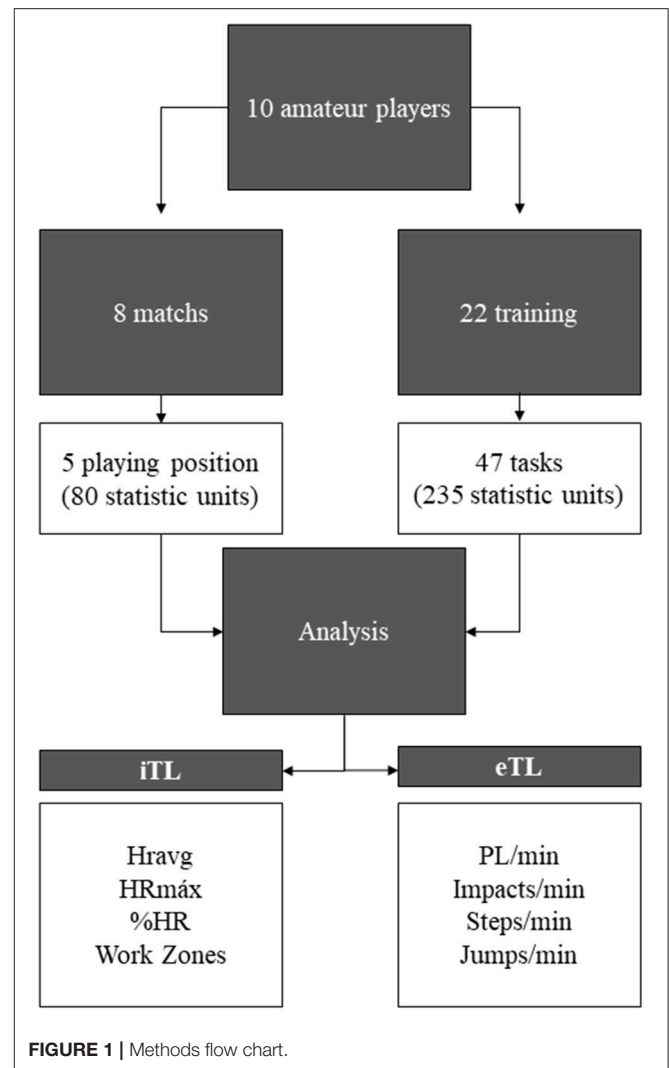 10 amateur players
8 matchs
22 training
5 playing position
(80 statistic units)
47 tasks
(235 statistic units)
Analysis
iTL
eTL
Hravg
HRmáx
%HR
Work Zones
PL/min
Impacts/min
Steps/min
Jumps/min
FIGURE 1 | Methods flow chart.